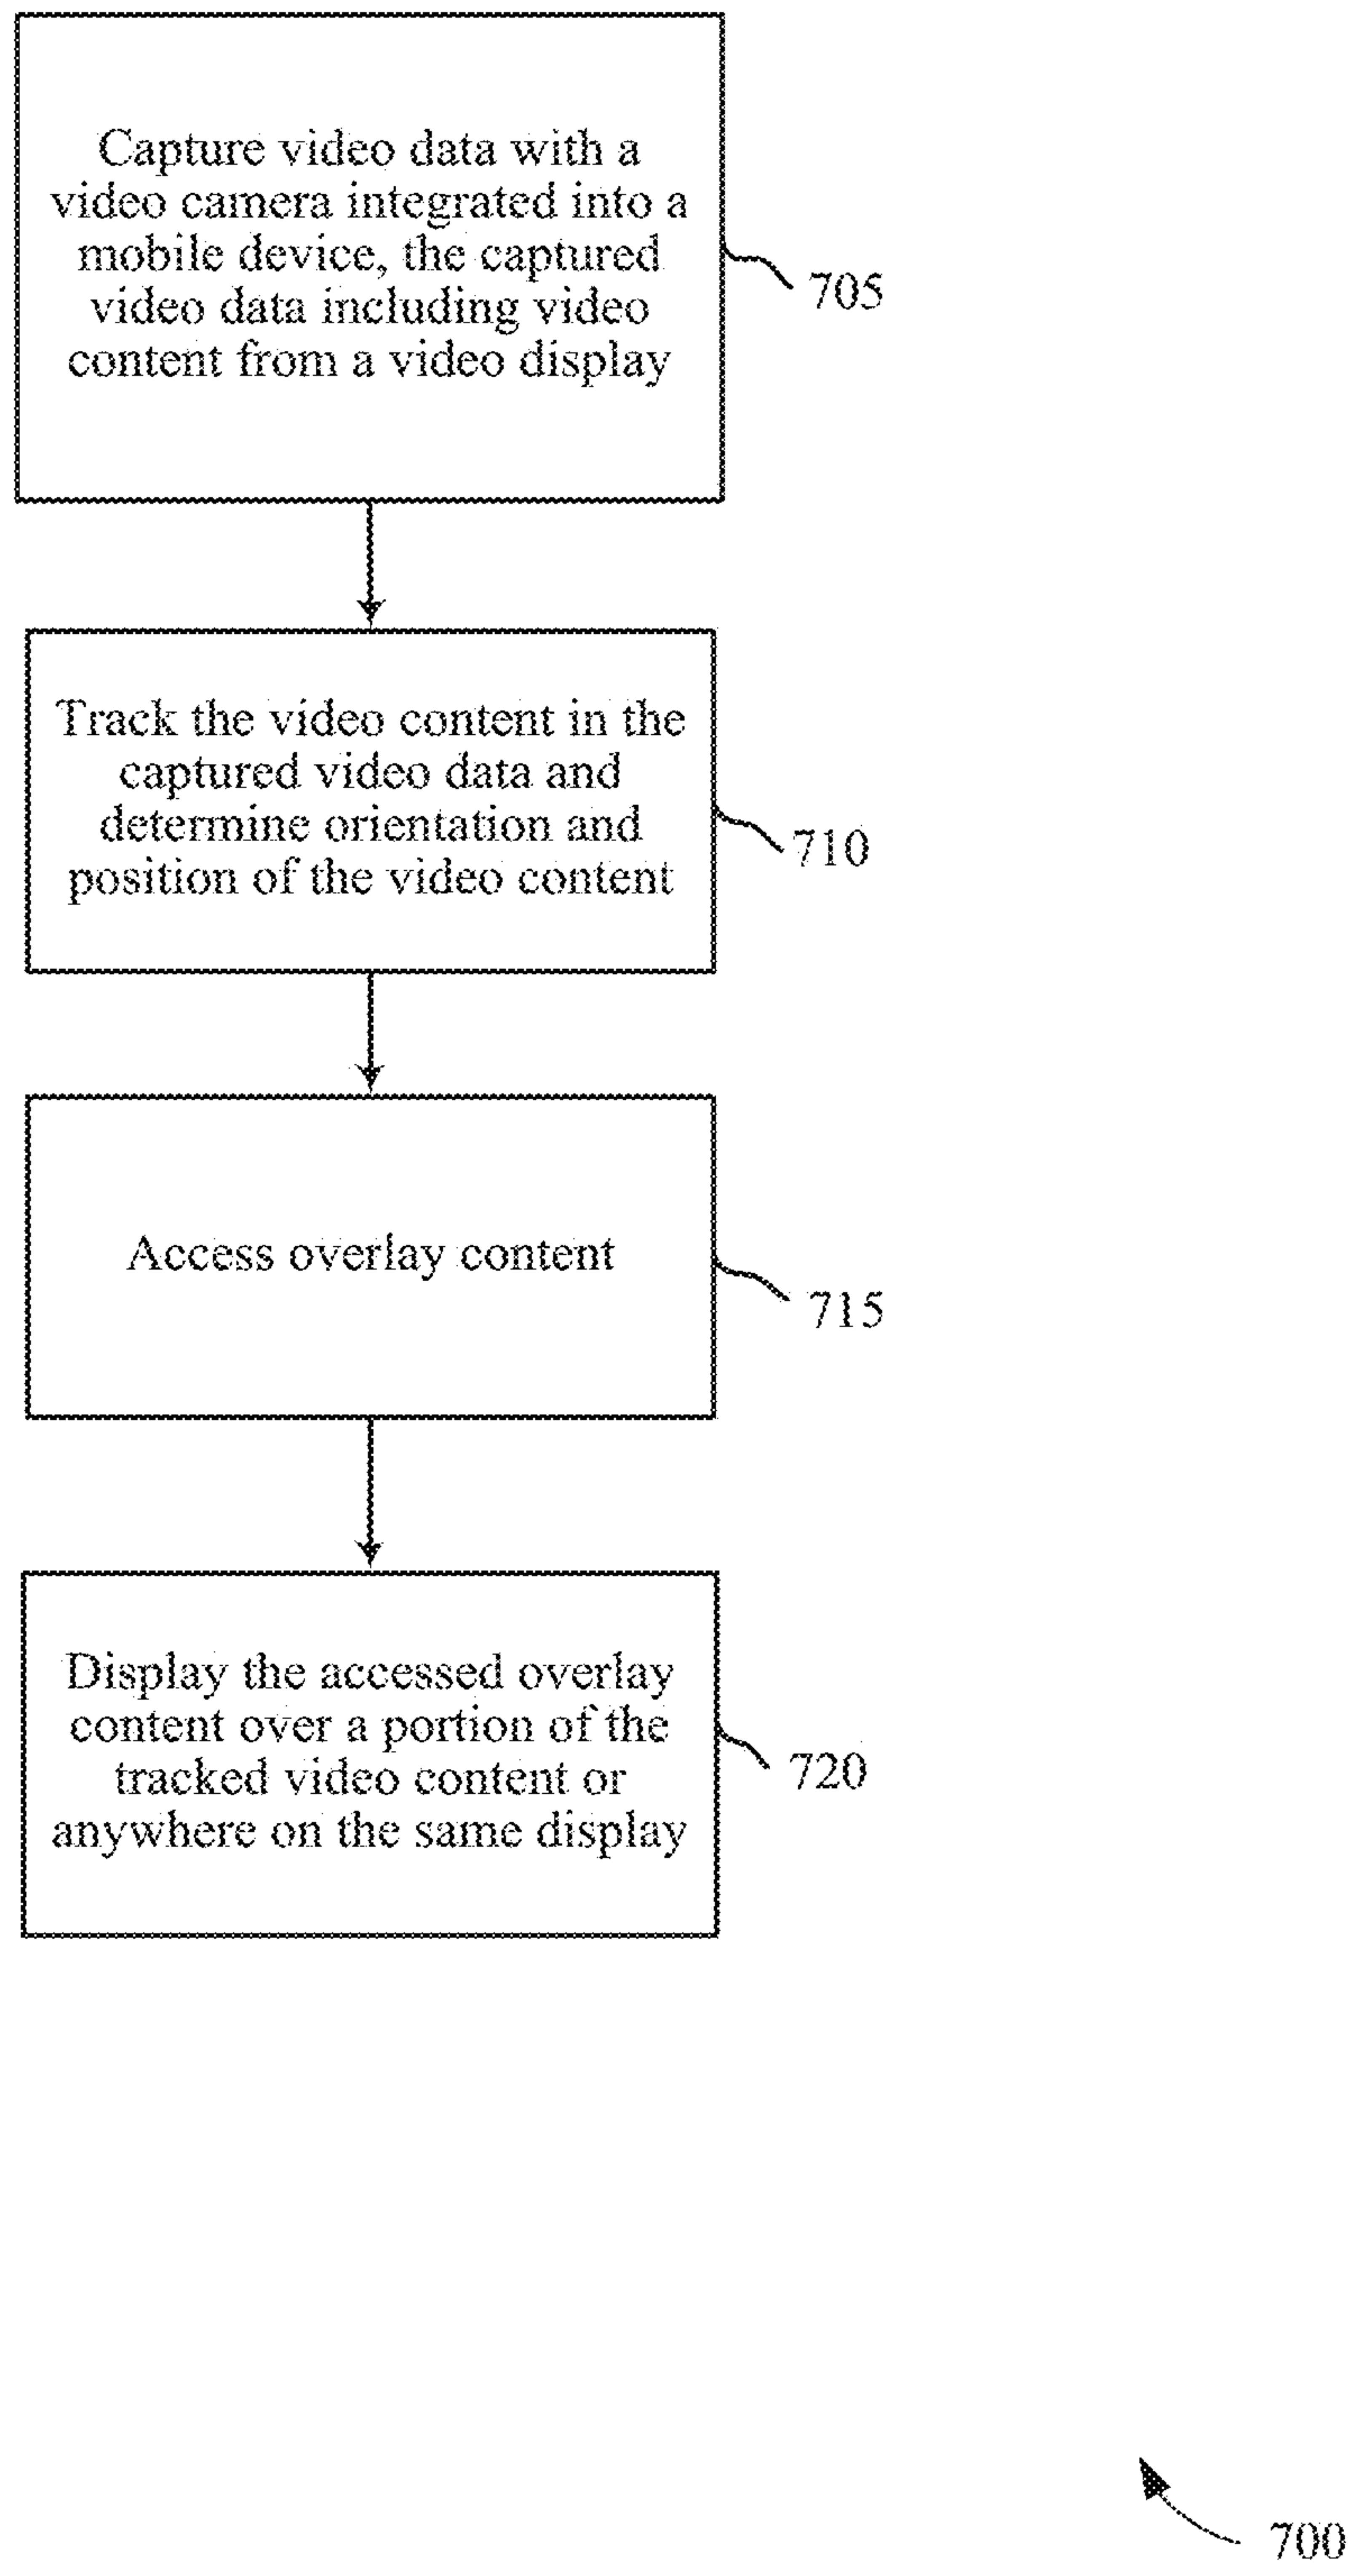 Capture video data with a
video camera integrated into a
mobile device, the captured
video data including video
content from a video display
705
Track the video content in the
captured video data and
determine orientation and
position of the video content
710
Access overlay content
715
Display the accessed overlay
content over a portion of the
tracked video content or
anywhere on the same display
720
700